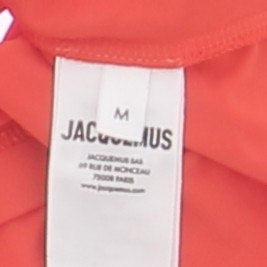 M
JACQUEMUS
JACQUEMUS SAS
69 RUE DE MONCEAU
75008 PARIS
www.jacquemus.com